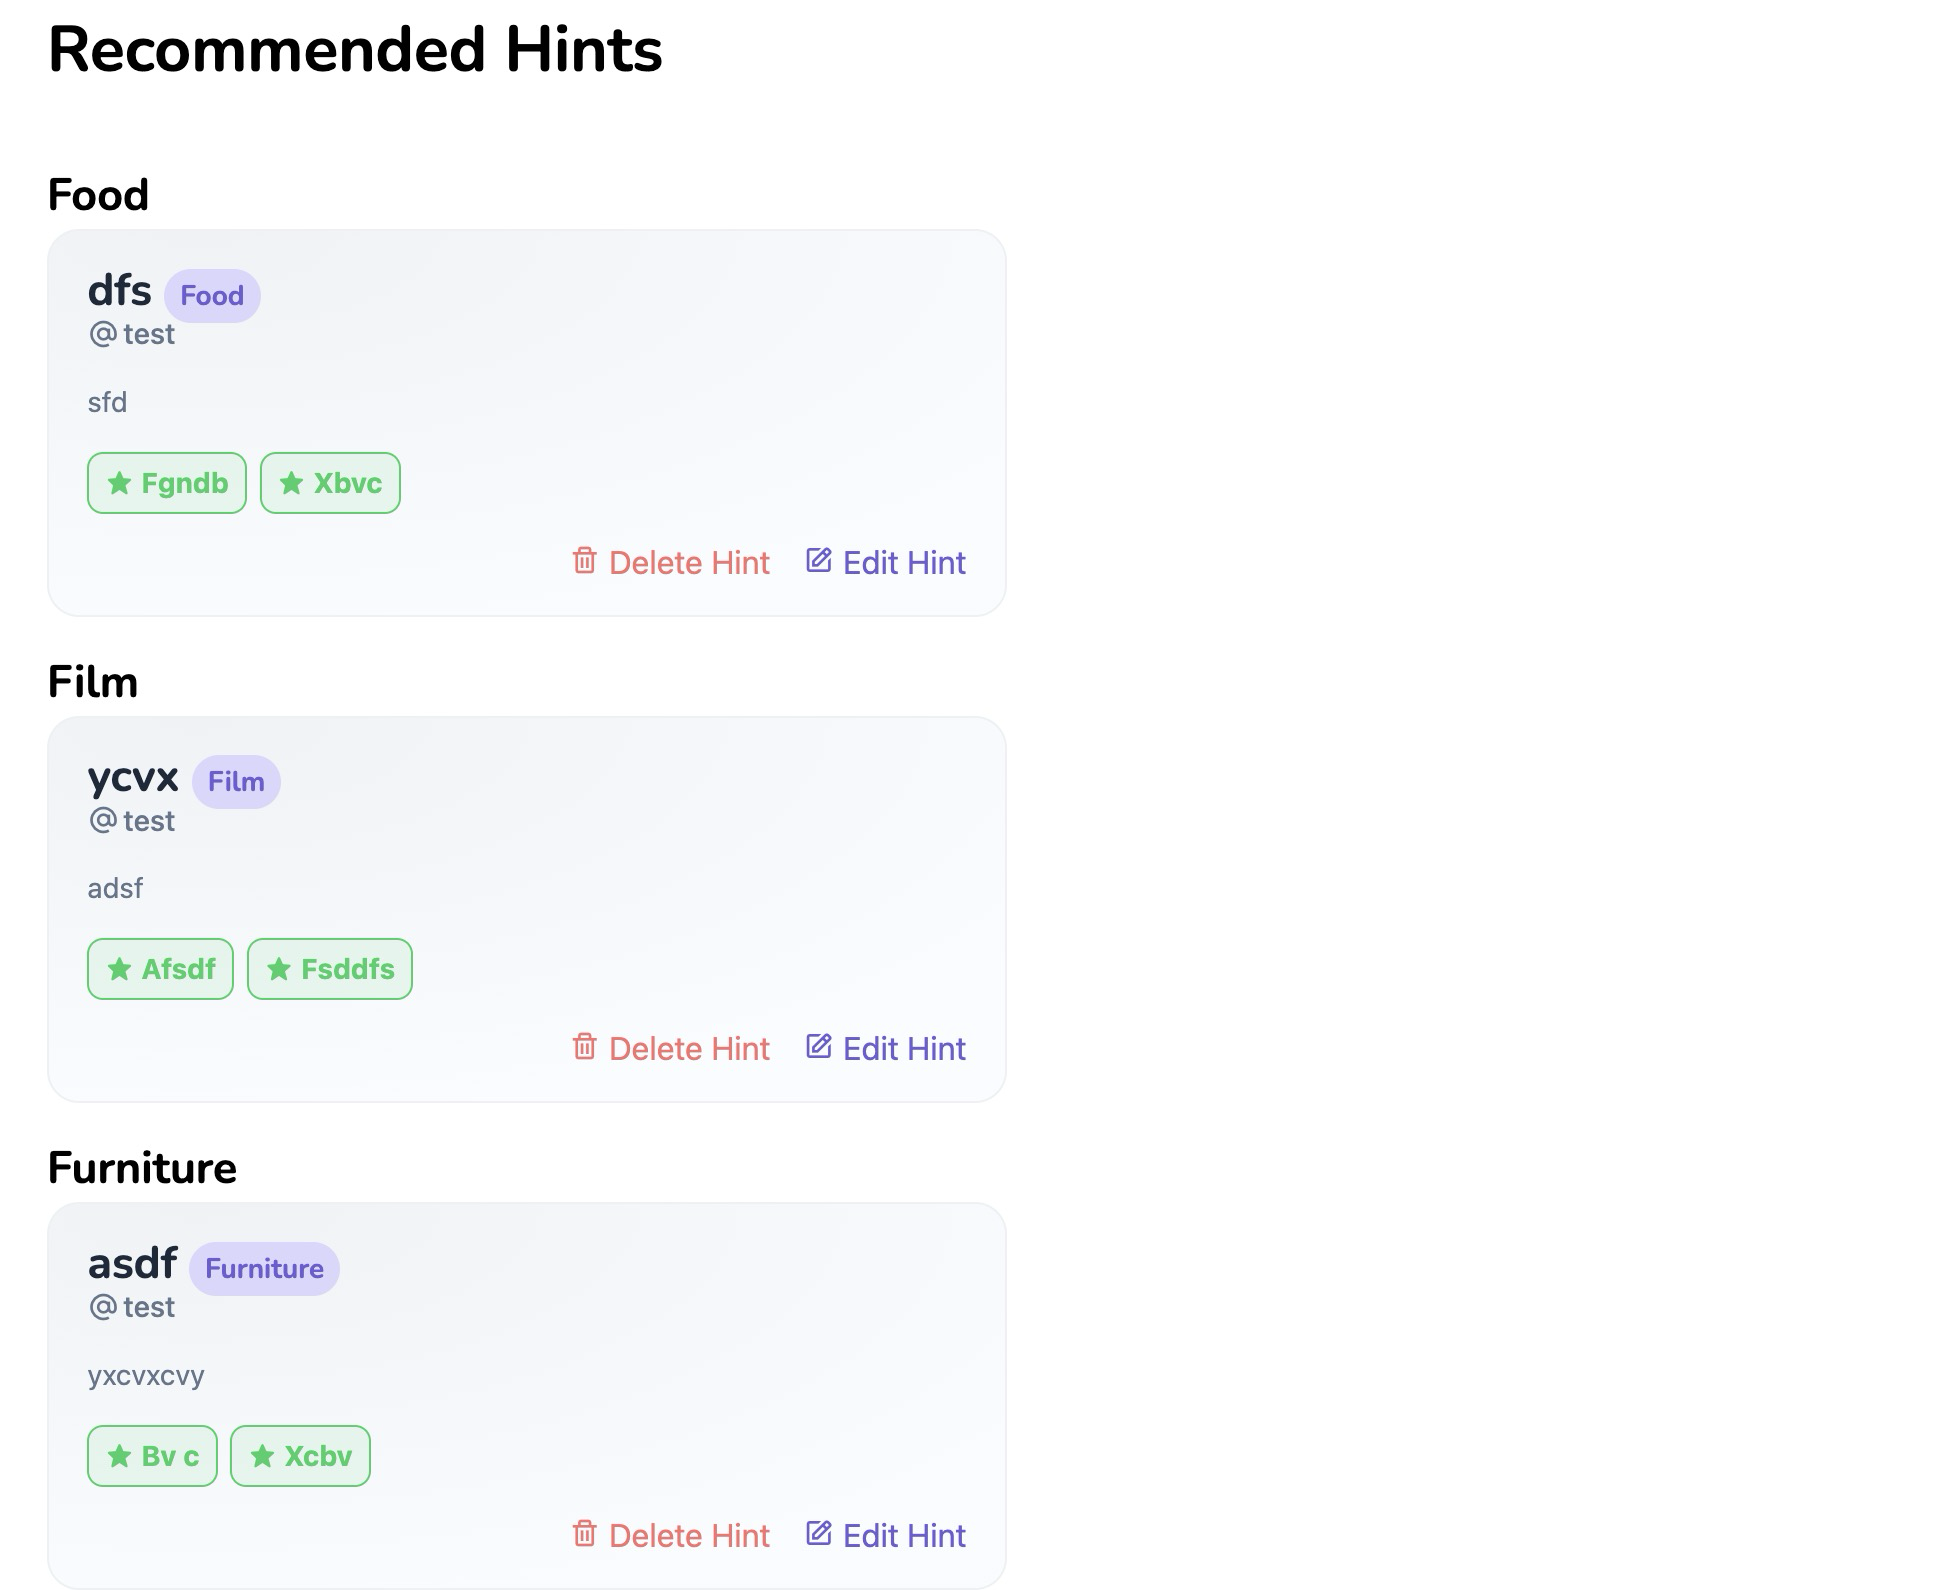 Recommended Hints
Food
dfs Food
@test
sfd
Fgndb Xbvc
Delete Hint Edit Hint
Film
ycvx Film
@test
adsf
Afsdf Fsddfs
Delete Hint Edit Hint
Furniture
asdf Furniture
@test
yxcvxcvy
Bv c Xcbv
Delete Hint Edit Hint